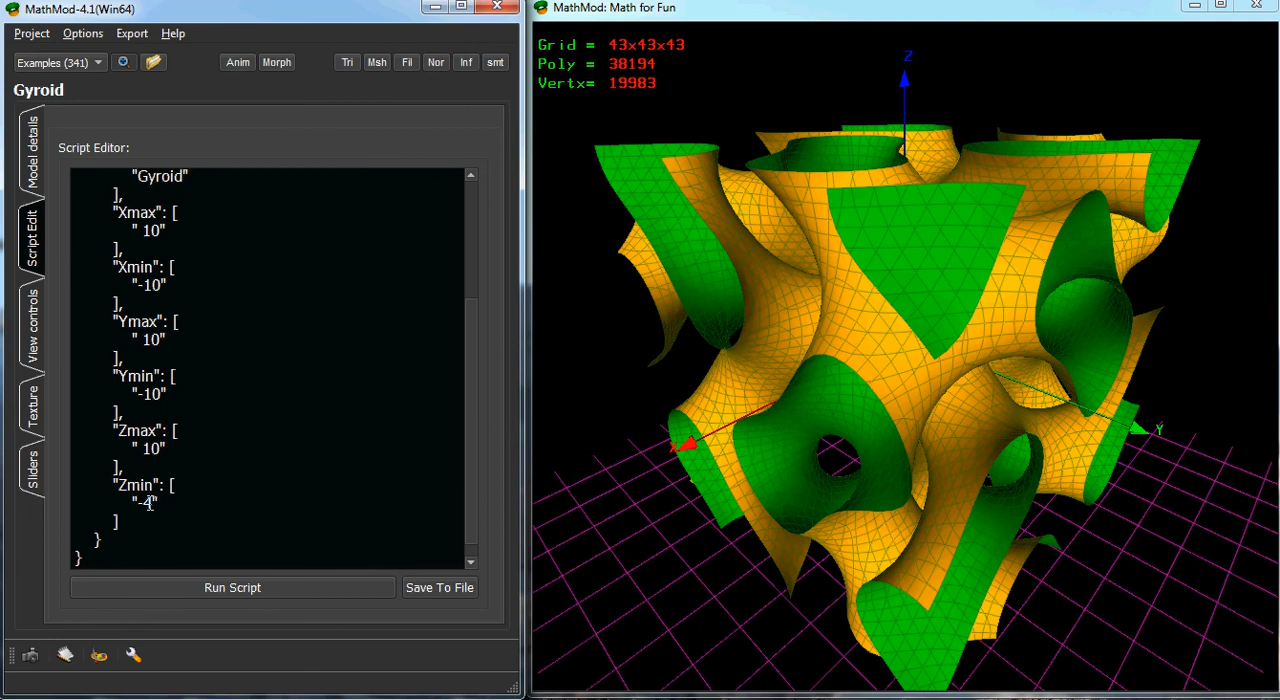 MathMod-4.1(Win64)
Project Options Export Help
Examples (341)
Anim Morph Tri Msh Fil Nor Inf smt
Gyroid
Model details
Script Edit
View controls
Texture
Sliders
Script Editor:
"Gyroid"
],
"Xmax": [
" 10"
],
"Xmin": [
"-10"
],
"Ymax": [
" 10"
],
"Ymin": [
"-10"
],
"Zmax": [
" 10"
],
"Zmin": [
"-4"
]
}
}
Run Script Save To File
MathMod: Math for Fun
Grid = 43x43x43
Poly = 38194
Vertx= 19983
Z
X
Y